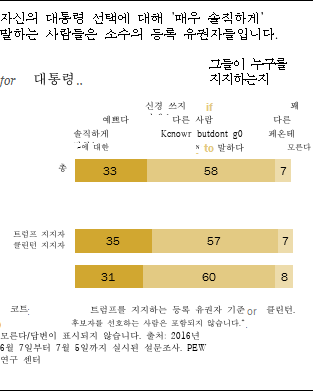 자신의 대통령 선택에 대해 '매우 솔직하게'
말하는 사람들은 소수의 등록 유권자들입니다.
그들이 누구를
for 대통령.. 지지하는지
신경 쓰지 if 꽤
예쁘다 다른 사람 다른
솔직하게 Kcnowr butdont g0 페온테
에 대한 to 말하다 모른다
총 33 58 7
트럼프 지지자 35 57 7
클린턴 지지자
31 60 8
코트: 트럼프를 지지하는 등록 유권자 기준 or 클린턴.
후보자를 선호하는 사람은 포함되지 않습니다.“.
모른다/답변이 표시되지 않습니다. 출처: 2016년
6월 7일부터 7월 5일까지 실시된 설문조사. PEW
연구 센터